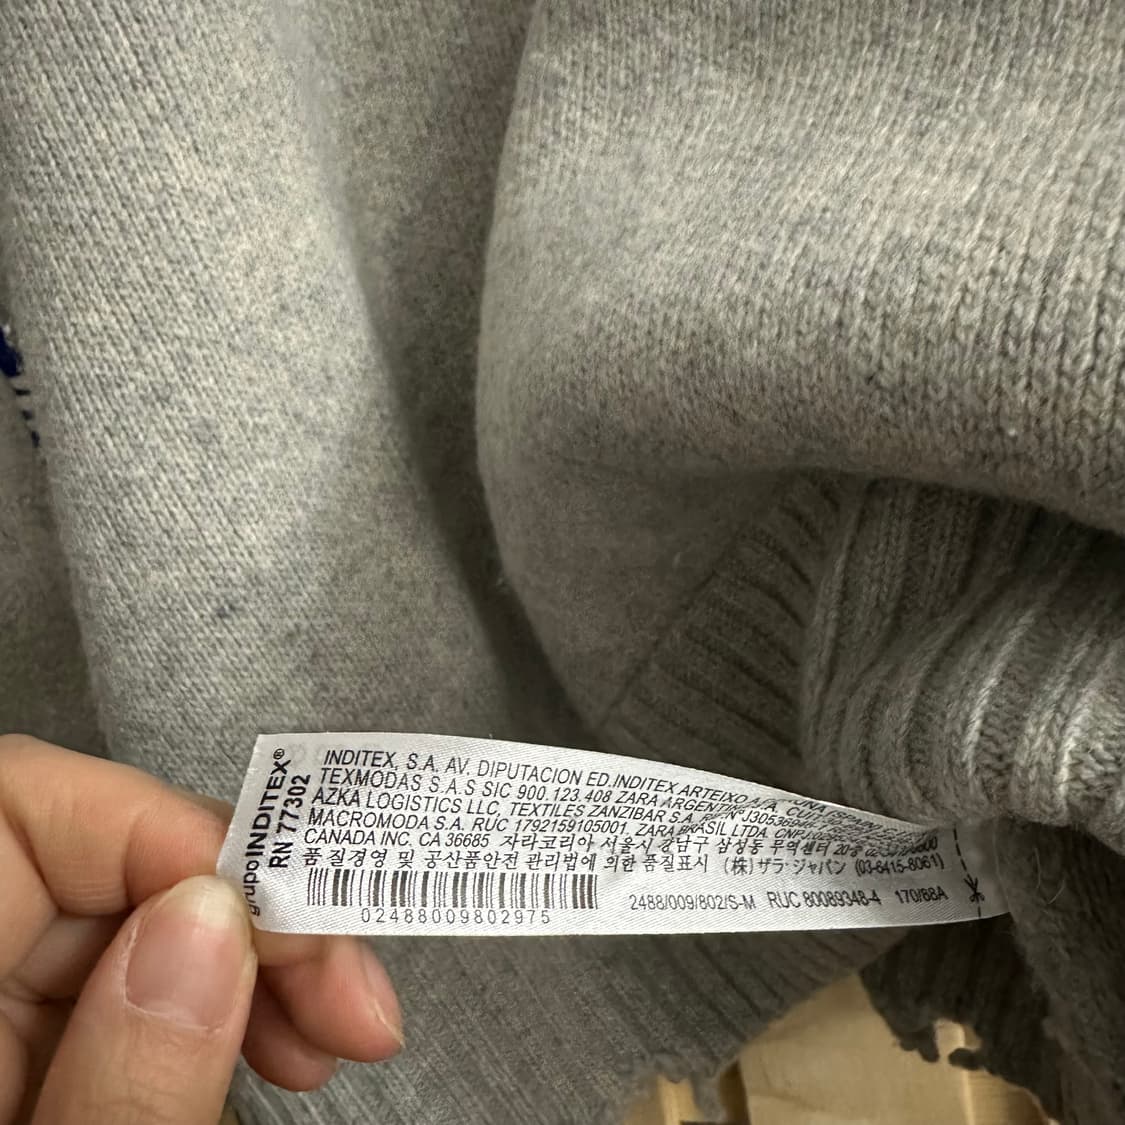 grupo INDITEX®
RN 77302
INDITEX, S.A. AV. DIPUTACION ED.INDITEX ARTEIXO
TEXMODAS S.A.S SIC 900.123.408 ZARA ARGENTINA
AZKA LOGISTICS LLC, TEXTILES ZANZIBAR S.A.
MACROMODA S.A. RUC 1792159105001, ZARA BRASIL LTDA. CNPJ
CANADA INC. CA 36685 자라코리아 서울시 강남구 삼성동 무역센터 20층
품질경영 및 공산품안전 관리법에 의한 품질표시 (株)ザラ・ジャパン (03-6415-8061)
02488009802975
2488/009/802/S-M RUC 80089348-4 170/88A